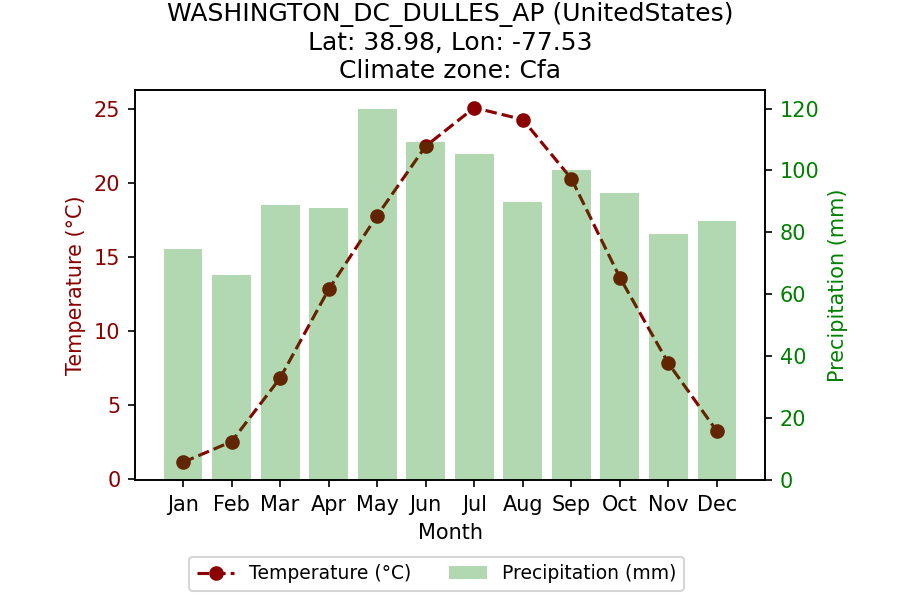 WASHINGTON_DC_DULLES_AP (UnitedStates)
Lat: 38.98, Lon: -77.53
Climate zone: Cfa
25
20
15
10
5
0
Temperature (°C)
120
100
80
60
40
20
0
Precipitation (mm)
Jan Feb Mar Apr May Jun Jul Aug Sep Oct Nov Dec
Month
Temperature (°C) Precipitation (mm)